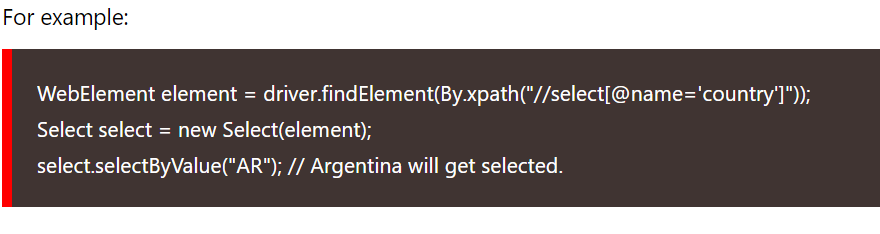 For example:
WebElement element = driver.findElement(By.xpath("//select[@name='country']"));
Select select = new Select(element);
select.selectByValue("AR"); // Argentina will get selected.